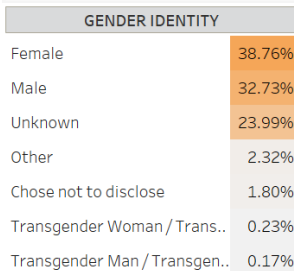 GENDER IDENTITY
Female 38.76%
Male 32.73%
Unknown 23.99%
Other 2.32%
Chose not to disclose 1.80%
Transgender Woman / Trans.. 0.23%
Transgender Man / Transgen.. 0.17%